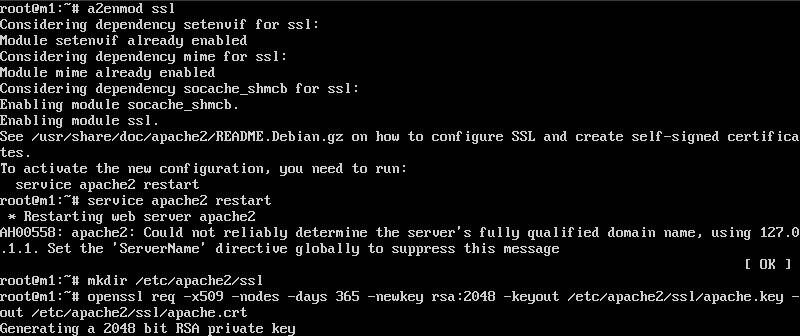 root@m1:~# a2enmod ssl
Considering dependency setenvif for ssl:
Module setenvif already enabled
Considering dependency mime for ssl:
Module mime already enabled
Considering dependency socache_shmcb for ssl:
Enabling module socache_shmcb.
Enabling module ssl.
See /usr/share/doc/apache2/README.Debian.gz on how to configure SSL and create self-signed certifica
tes.
To activate the new configuration, you need to run:
  service apache2 restart
root@m1:~# service apache2 restart
 * Restarting web server apache2
AH00558: apache2: Could not reliably determine the server's fully qualified domain name, using 127.0
.1.1. Set the 'ServerName' directive globally to suppress this message
[ OK ]
root@m1:~# mkdir /etc/apache2/ssl
root@m1:~# openssl req -x509 -nodes -days 365 -newkey rsa:2048 -keyout /etc/apache2/ssl/apache.key -
out /etc/apache2/ssl/apache.crt
Generating a 2048 bit RSA private key